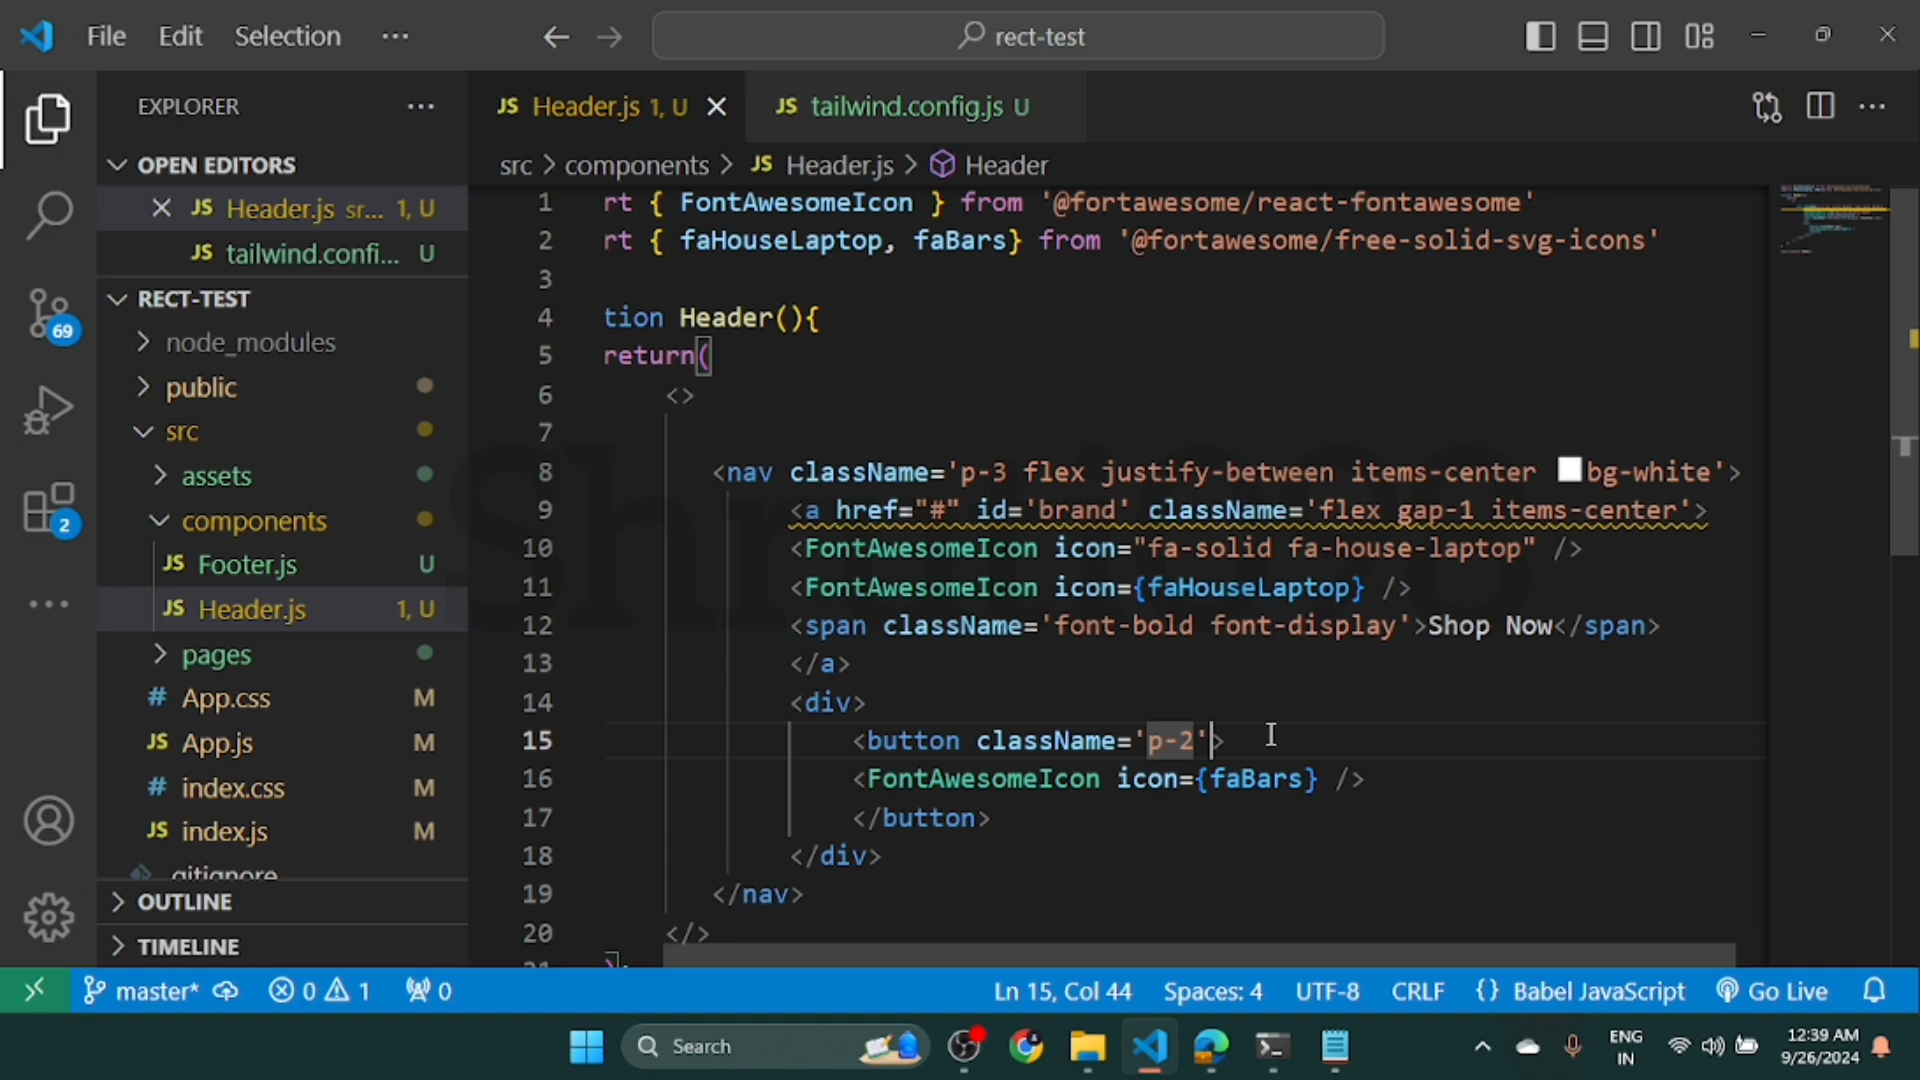 File Edit Selection ··· rect-test
EXPLORER ···
JS Header.js 1, U
JS tailwind.config.js U
src > components > JS Header.js > Header
OPEN EDITORS
JS Header.js sr... 1, U
JS tailwind.confi... U
RECT-TEST
node_modules
public
src
assets
components
JS Footer.js U
JS Header.js 1, U
pages
# App.css M
JS App.js M
# index.css M
JS index.js M
.gitignore
OUTLINE
TIMELINE
69
2
1 rt { FontAwesomeIcon } from '@fortawesome/react-fontawesome'
2 rt { faHouseLaptop, faBars} from '@fortawesome/free-solid-svg-icons'
3
4 tion Header(){
5 return(
6 <>
7
8 <nav className='p-3 flex justify-between items-center bg-white'>
9 <a href="#" id='brand' className='flex gap-1 items-center'>
10 <FontAwesomeIcon icon="fa-solid fa-house-laptop" />
11 <FontAwesomeIcon icon={faHouseLaptop} />
12 <span className='font-bold font-display'>Shop Now</span>
13 </a>
14 <div>
15 <button className='p-2'>
16 <FontAwesomeIcon icon={faBars} />
17 </button>
18 </div>
19 </nav>
20 </>
21 );
master* 0 1 0 Ln 15, Col 44 Spaces: 4 UTF-8 CRLF {} Babel JavaScript Go Live
Search
ENG
IN
12:39 AM
9/26/2024